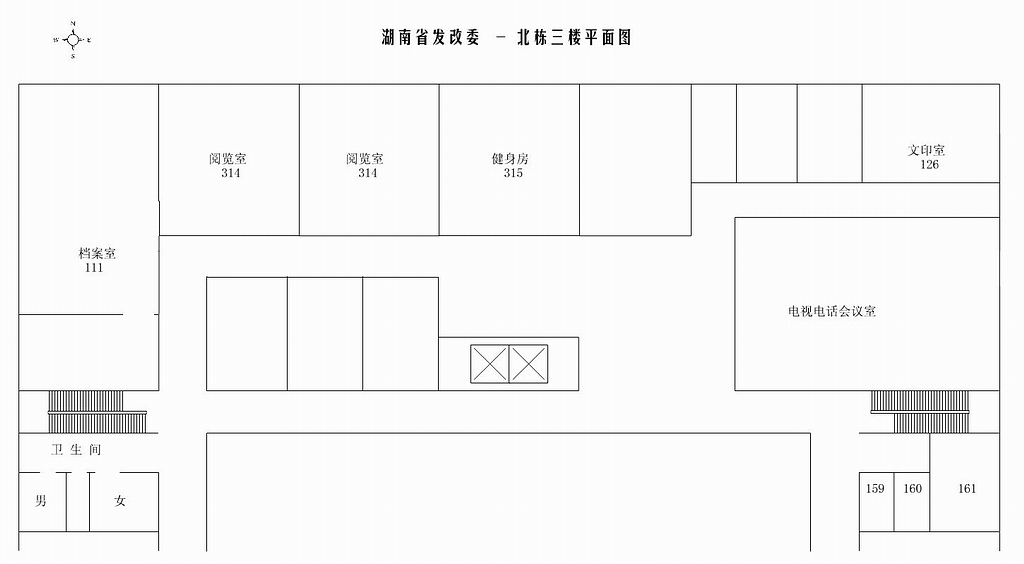 N
W E
S
湖南省发改委 － 北栋三楼平面图
阅览室
314
阅览室
314
健身房
315
文印室
126
档案室
111
电视电话会议室
卫 生 间
男
女
159
160
161